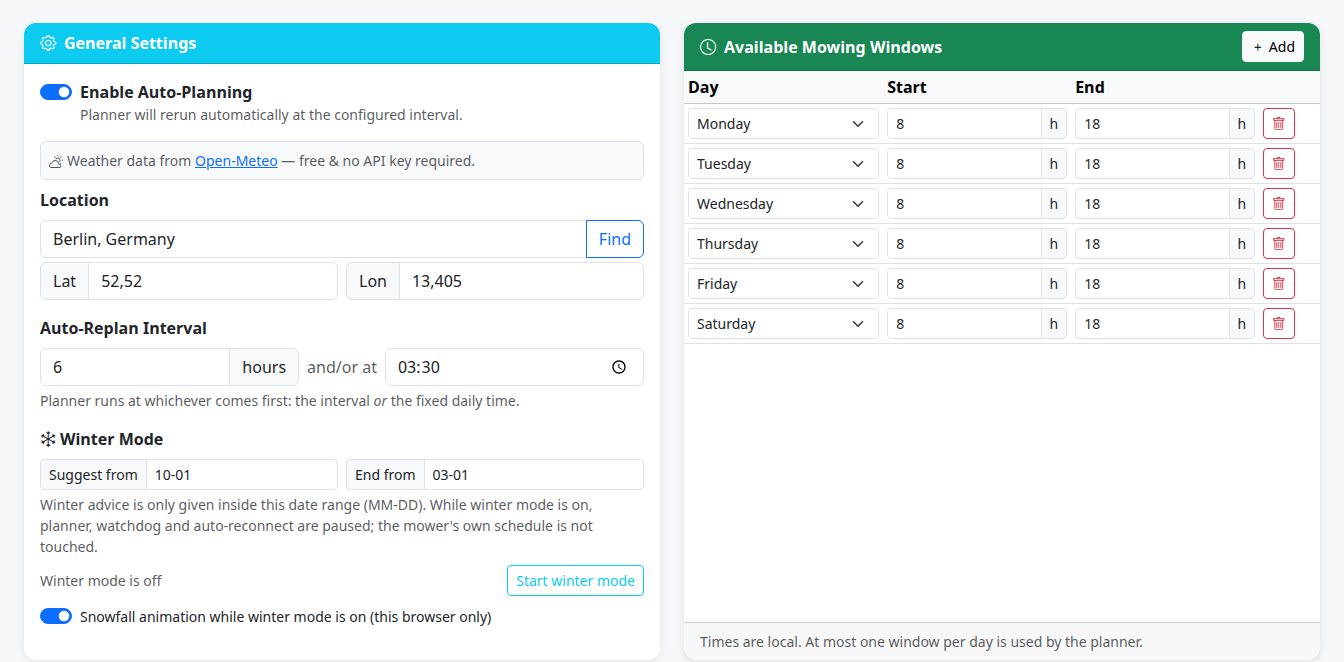 General Settings
Enable Auto-Planning
Planner will rerun automatically at the configured interval.
Weather data from Open-Meteo — free & no API key required.
Location
Berlin, Germany Find
Lat 52,52 Lon 13,405
Auto-Replan Interval
6 hours and/or at 03:30
Planner runs at whichever comes first: the interval or the fixed daily time.
Winter Mode
Suggest from 10-01 End from 03-01
Winter advice is only given inside this date range (MM-DD). While winter mode is on,
planner, watchdog and auto-reconnect are paused; the mower's own schedule is not
touched.
Winter mode is off Start winter mode
Snowfall animation while winter mode is on (this browser only)
Available Mowing Windows + Add
Day Start End
Monday 8 h 18 h
Tuesday 8 h 18 h
Wednesday 8 h 18 h
Thursday 8 h 18 h
Friday 8 h 18 h
Saturday 8 h 18 h
Times are local. At most one window per day is used by the planner.